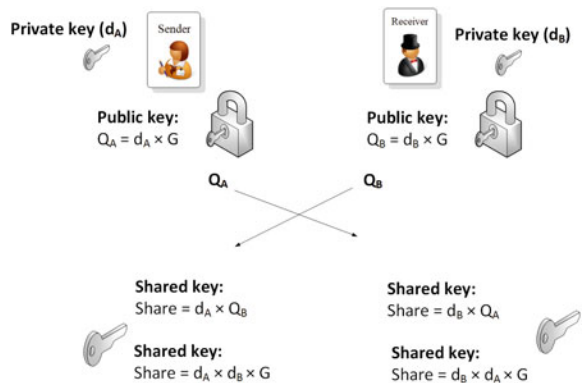 Private key (dA)
Sender
Receiver
Private key (dB)
Public key:
QA = dA × G
Public key:
QB = dB × G
QA
QB
Shared key:
Share = dA × QB
Shared key:
Share = dB × QA
Shared key:
Share = dA × dB × G
Shared key:
Share = dB × dA × G